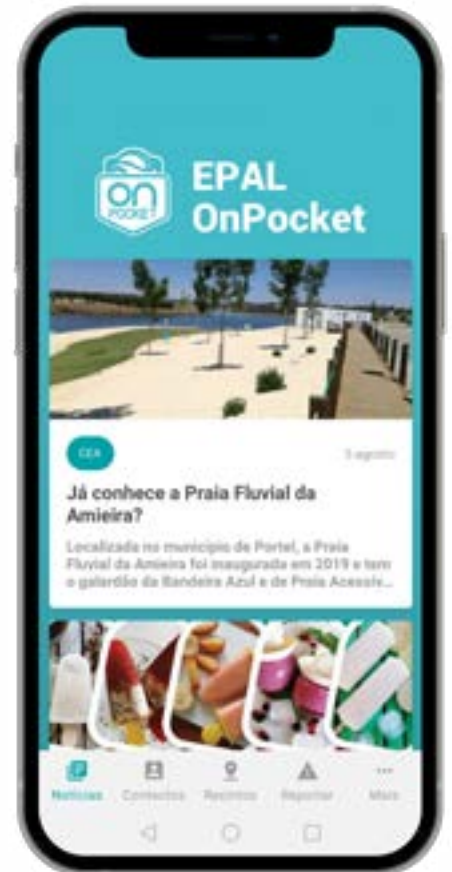 on
POCKET
EPAL
OnPocket
CEA
5 agosto
Já conhece a Praia Fluvial da
Amieira?
Localizada no município de Portel, a Praia
Fluvial da Amieira foi inaugurada em 2019 e tem
o galardão da Bandeira Azul e de Praia Acessív...
Notícias Contactos Recintos Reportar Mais